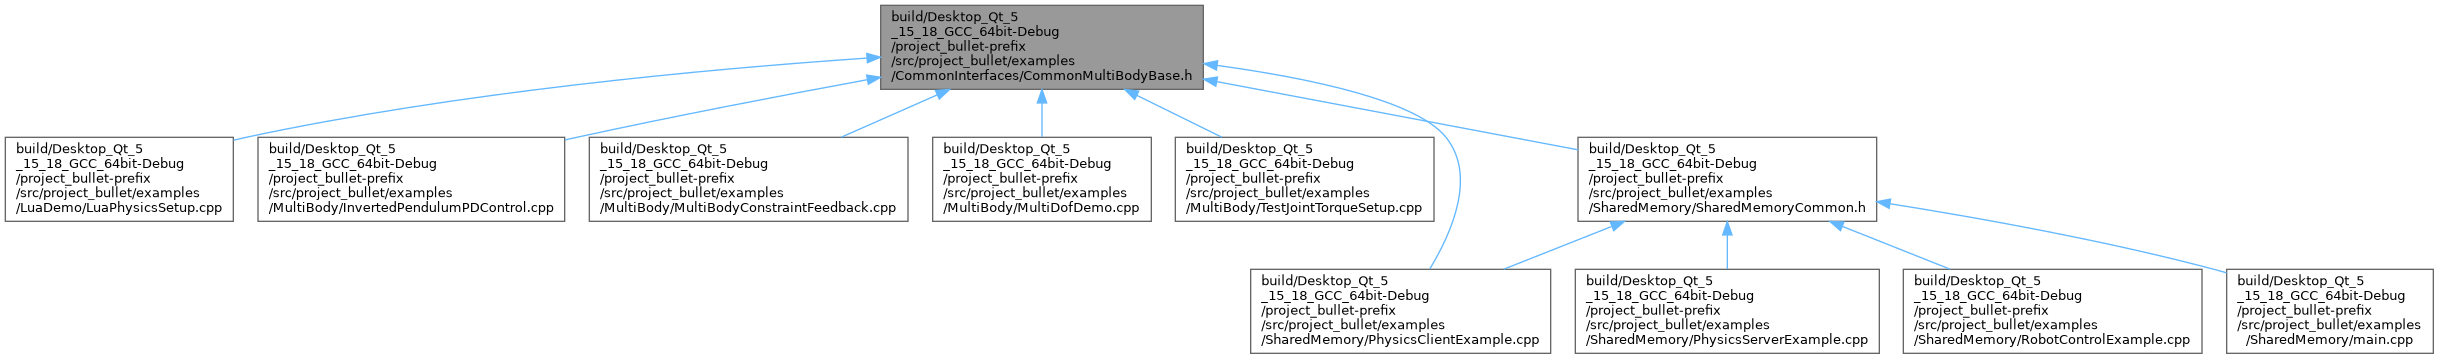 build/Desktop_Qt_5
_15_18_GCC_64bit-Debug
/project_bullet-prefix
/src/project_bullet/examples
/CommonInterfaces/CommonMultiBodyBase.h
build/Desktop_Qt_5
_15_18_GCC_64bit-Debug
/project_bullet-prefix
/src/project_bullet/examples
/LuaDemo/LuaPhysicsSetup.cpp
build/Desktop_Qt_5
_15_18_GCC_64bit-Debug
/project_bullet-prefix
/src/project_bullet/examples
/MultiBody/InvertedPendulumPDControl.cpp
build/Desktop_Qt_5
_15_18_GCC_64bit-Debug
/project_bullet-prefix
/src/project_bullet/examples
/MultiBody/MultiBodyConstraintFeedback.cpp
build/Desktop_Qt_5
_15_18_GCC_64bit-Debug
/project_bullet-prefix
/src/project_bullet/examples
/MultiBody/MultiDofDemo.cpp
build/Desktop_Qt_5
_15_18_GCC_64bit-Debug
/project_bullet-prefix
/src/project_bullet/examples
/MultiBody/TestJointTorqueSetup.cpp
build/Desktop_Qt_5
_15_18_GCC_64bit-Debug
/project_bullet-prefix
/src/project_bullet/examples
/SharedMemory/SharedMemoryCommon.h
build/Desktop_Qt_5
_15_18_GCC_64bit-Debug
/project_bullet-prefix
/src/project_bullet/examples
/SharedMemory/PhysicsClientExample.cpp
build/Desktop_Qt_5
_15_18_GCC_64bit-Debug
/project_bullet-prefix
/src/project_bullet/examples
/SharedMemory/PhysicsServerExample.cpp
build/Desktop_Qt_5
_15_18_GCC_64bit-Debug
/project_bullet-prefix
/src/project_bullet/examples
/SharedMemory/RobotControlExample.cpp
build/Desktop_Qt_5
_15_18_GCC_64bit-Debug
/project_bullet-prefix
/src/project_bullet/examples
/SharedMemory/main.cpp